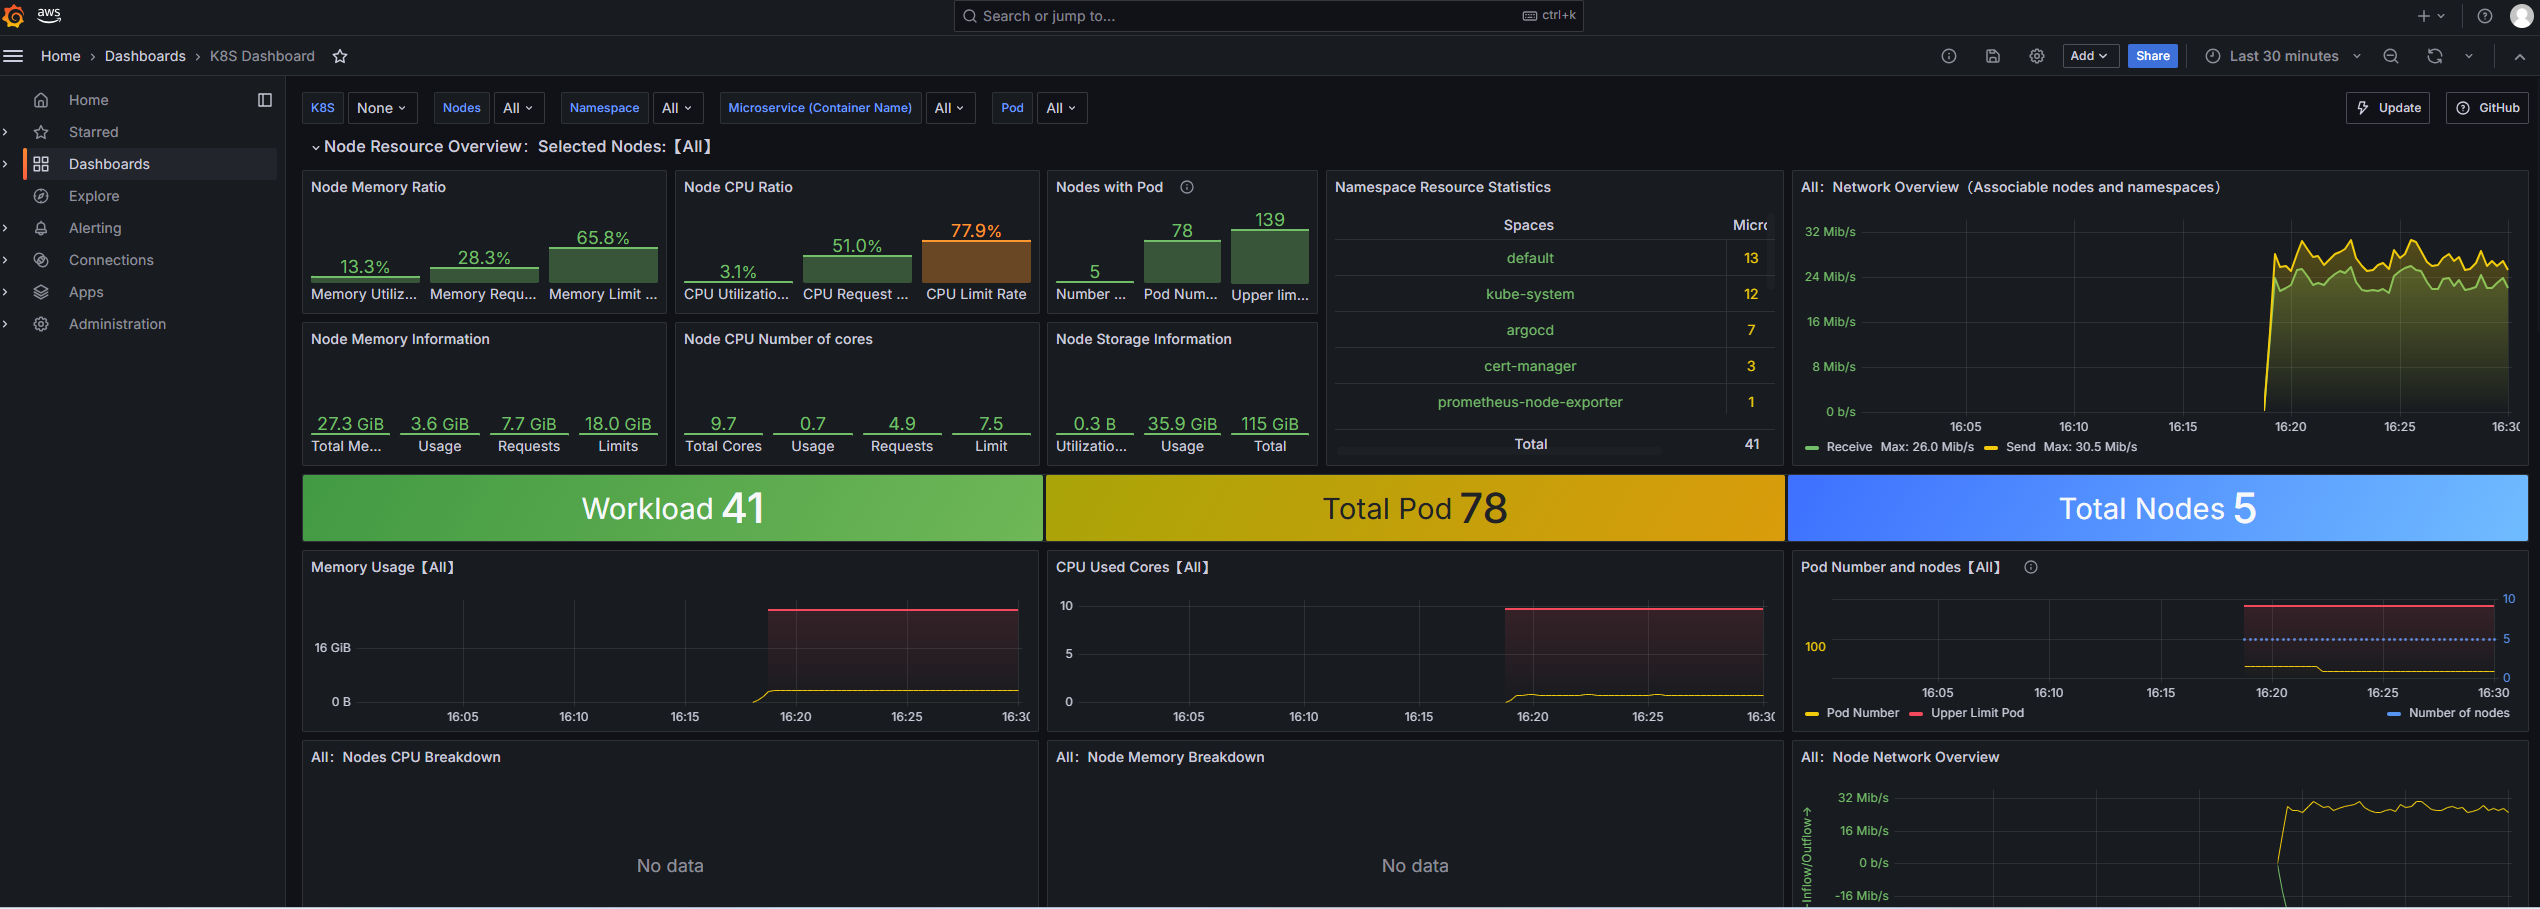 aws
Search or jump to...
ctrl+k
Home › Dashboards › K8S Dashboard
Add
Share
Last 30 minutes
Home
Starred
Dashboards
Explore
Alerting
Connections
Apps
Administration
K8S None
Nodes All
Namespace All
Microservice (Container Name) All
Pod All
Update
GitHub
Node Resource Overview：Selected Nodes:【All】
Node Memory Ratio
13.3%
28.3%
65.8%
Memory Utiliz...
Memory Requ...
Memory Limit ...
Node CPU Ratio
3.1%
51.0%
77.9%
CPU Utilizatio...
CPU Request ...
CPU Limit Rate
Nodes with Pod
5
78
139
Number ...
Pod Num...
Upper lim...
Namespace Resource Statistics
Spaces Micro
default 13
kube-system 12
argocd 7
cert-manager 3
prometheus-node-exporter 1
Total 41
All：Network Overview（Associable nodes and namespaces）
32 Mib/s
24 Mib/s
16 Mib/s
8 Mib/s
0 b/s
16:05 16:10 16:15 16:20 16:25 16:30
Receive Max: 26.0 Mib/s Send Max: 30.5 Mib/s
Node Memory Information
27.3 GiB 3.6 GiB 7.7 GiB 18.0 GiB
Total Me... Usage Requests Limits
Node CPU Number of cores
9.7 0.7 4.9 7.5
Total Cores Usage Requests Limit
Node Storage Information
0.3 B 35.9 GiB 115 GiB
Utilizatio... Usage Total
Workload 41
Total Pod 78
Total Nodes 5
Memory Usage【All】
16 GiB
0 B
16:05 16:10 16:15 16:20 16:25 16:30
CPU Used Cores【All】
10
5
0
16:05 16:10 16:15 16:20 16:25 16:30
Pod Number and nodes【All】
100
10
5
0
16:05 16:10 16:15 16:20 16:25 16:30
Pod Number Upper Limit Pod Number of nodes
All：Nodes CPU Breakdown
No data
All：Node Memory Breakdown
No data
All：Node Network Overview
-Inflow/Outflow→
32 Mib/s
16 Mib/s
0 b/s
-16 Mib/s